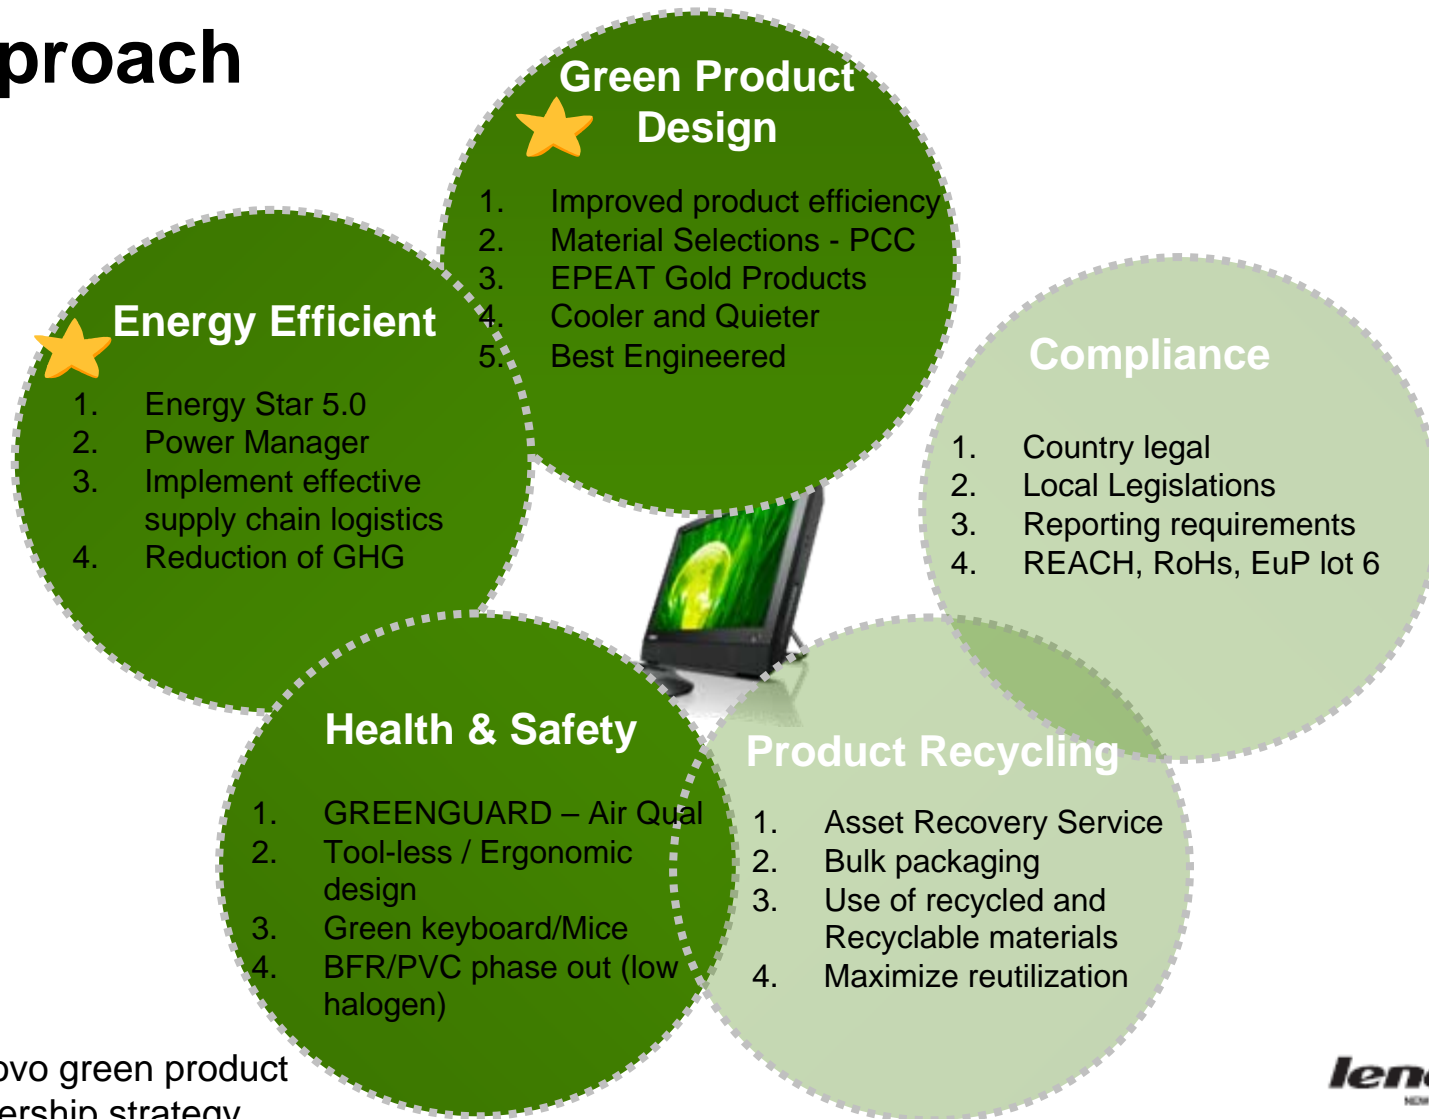 proach
Green Product
Design
1. Improved product efficiency
2. Material Selections - PCC
3. EPEAT Gold Products
4. Cooler and Quieter
5. Best Engineered
Energy Efficient
1. Energy Star 5.0
2. Power Manager
3. Implement effective
supply chain logistics
4. Reduction of GHG
Compliance
1. Country legal
2. Local Legislations
3. Reporting requirements
4. REACH, RoHs, EuP lot 6
Health & Safety
1. GREENGUARD – Air Qual
2. Tool-less / Ergonomic
design
3. Green keyboard/Mice
4. BFR/PVC phase out (low
halogen)
Product Recycling
1. Asset Recovery Service
2. Bulk packaging
3. Use of recycled and
Recyclable materials
4. Maximize reutilization
ovo green product
ership strategy
len
NEW